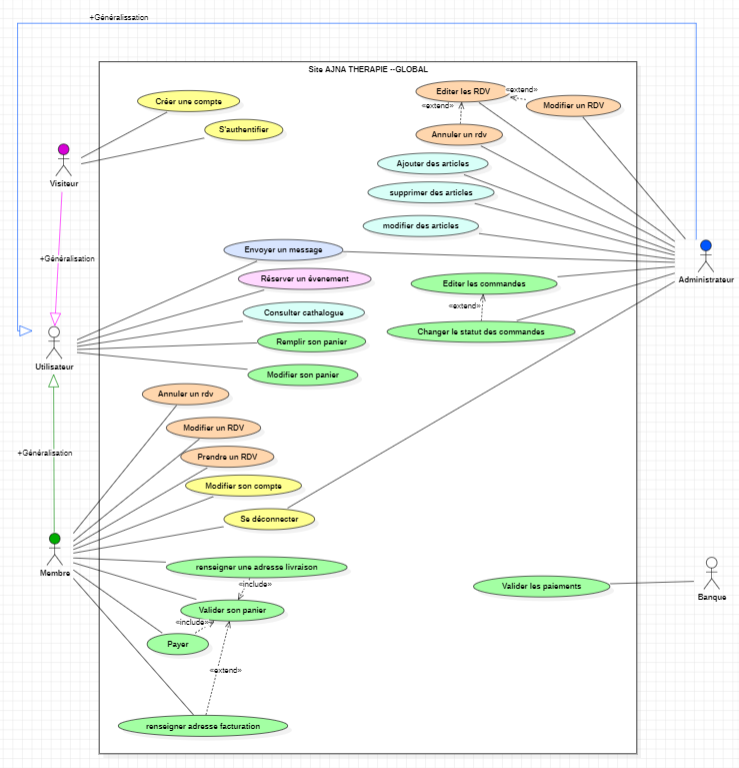 +Généralissation
Site AJNA THERAPIE --GLOBAL
Créer une compte
S'authentifier
Editer les RDV
«extend»
Modifier un RDV
«extend»
Annuler un rdv
Ajouter des articles
supprimer des articles
modifier des articles
Visiteur
+Généralisation
Envoyer un message
Réserver un évenement
Consulter cathalogue
Remplir son panier
Modifier son panier
Utilisateur
Administrateur
Editer les commandes
«extend»
Changer le statut des commandes
Annuler un rdv
Modifier un RDV
Prendre un RDV
Modifier son compte
Se déconnecter
+Généralisation
Membre
renseigner une adresse livraison
«include»
Valider son panier
«include»
Payer
«extend»
renseigner adresse facturation
Valider les paiements
Banque